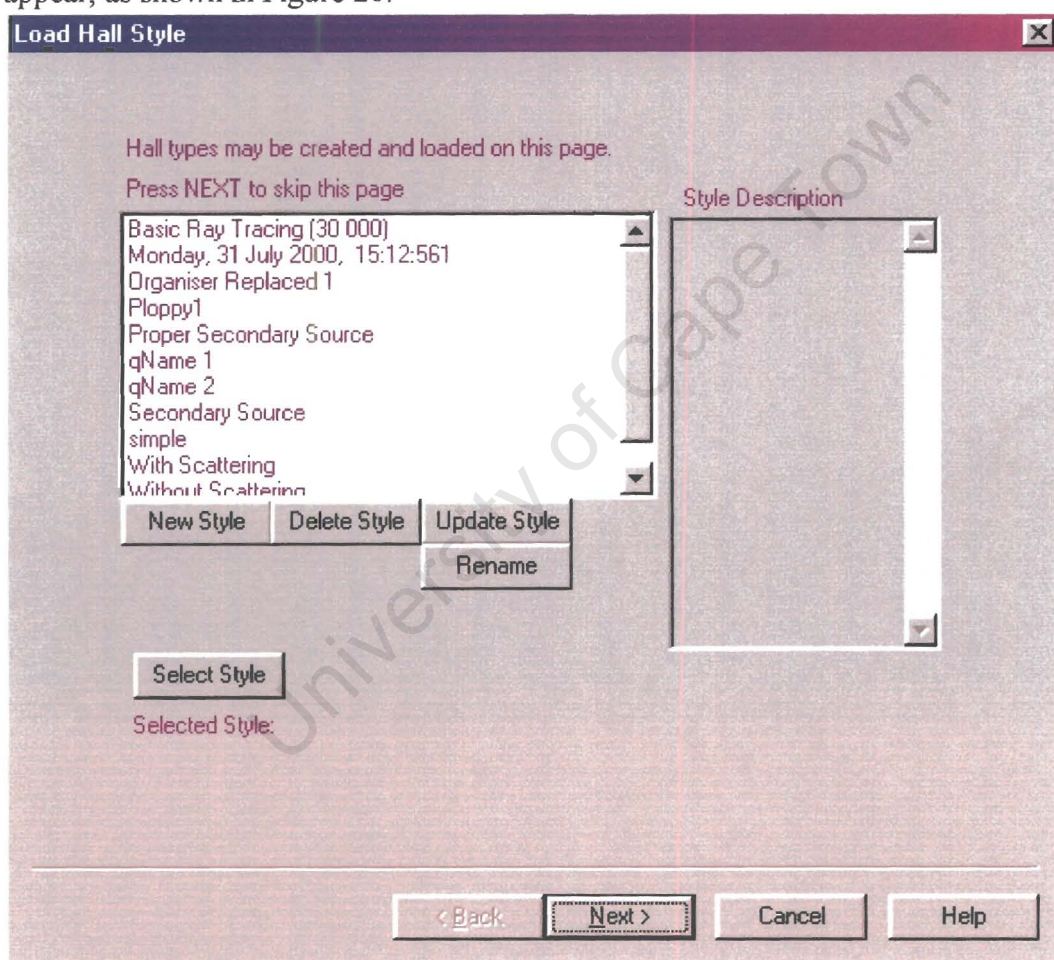 appear, as shown in Figure 20.
Load Hall Style
Hall types may be created and loaded on this page.
Press NEXT to skip this page
Style Description
Basic Ray Tracing (30 000)
Monday, 31 July 2000, 15:12:561
Organiser Replaced 1
Ploppy1
Proper Secondary Source
qName 1
qName 2
Secondary Source
simple
With Scattering
Without Scattering
New Style Delete Style Update Style
Rename
Select Style
Selected Style:
< Back Next > Cancel Help
University of Cape Town